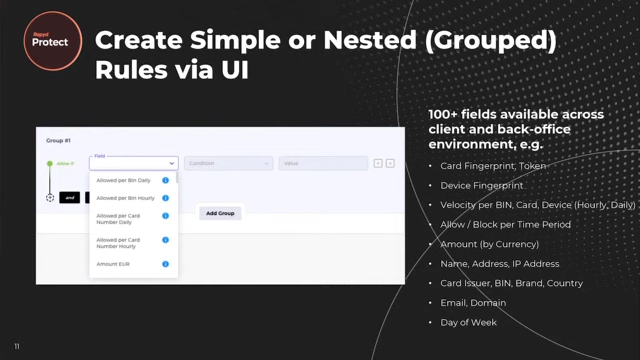 Rapyd
Protect
Create Simple or Nested (Grouped)
Rules via UI
Group #1
Allow if
Field
Condition
Value
and
Allowed per Bin Daily
Allowed per Bin Hourly
Allowed per Card
Number Daily
Allowed per Card
Number Hourly
Amount EUR
Add Group
100+ fields available across
client and back-office
environment, e.g.
• Card Fingerprint, Token
• Device Fingerprint
• Velocity per BIN, Card, Device (Hourly, Daily)
• Allow / Block per Time Period
• Amount (by Currency)
• Name, Address, IP Address
• Card Issuer, BIN, Brand, Country
• Email, Domain
• Day of Week
11